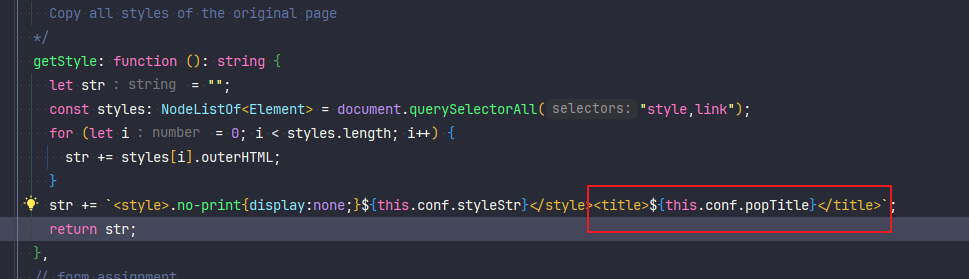 Copy all styles of the original page
*/
getStyle: function (): string {
let str : string = "";
const styles: NodeListOf<Element> = document.querySelectorAll( selectors: "style,link");
for (let i : number = 0; i < styles.length; i++) {
str += styles[i].outerHTML;
}
str += `<style>.no-print{display:none;}${this.conf.styleStr}</style><title>${this.conf.popTitle}</title>`;
return str;
},
// form assignment